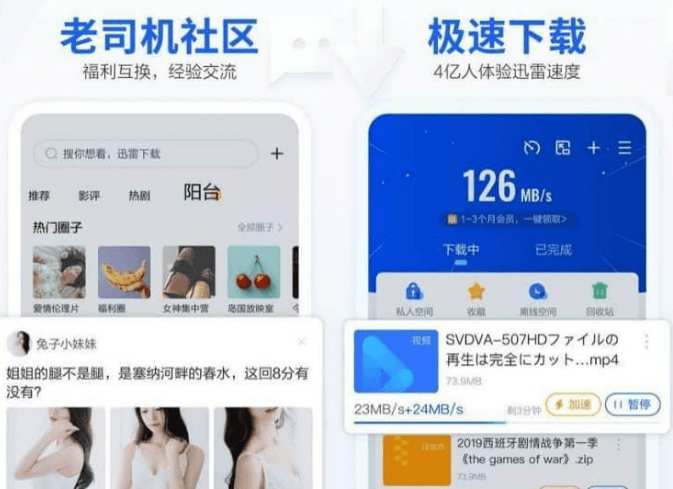 老司机社区
福利互换，经验交流
搜你想看，迅雷下载
推荐 影评 热剧 阳台
热门圈子 全部圈子
爱情伦理片 福利圈 女神集中营 岛国放映室
兔子小妹妹
姐姐的腿不是腿，是塞纳河畔的春水，这回8分有
没有?
极速下载
4亿人体验迅雷速度
126 MB/s
1-3个月会员，一键领取>
下载中 已完成
私人空间 收藏 离线空间 回收站
视频
SVDVA-507HDファイルの
再生は完全にカット...mp4
73.9MB
23MB/s+24MB/s 剩3分钟 加速 暂停
2019西班牙剧情战争第一季
《the games of war》.zip
73.9MB